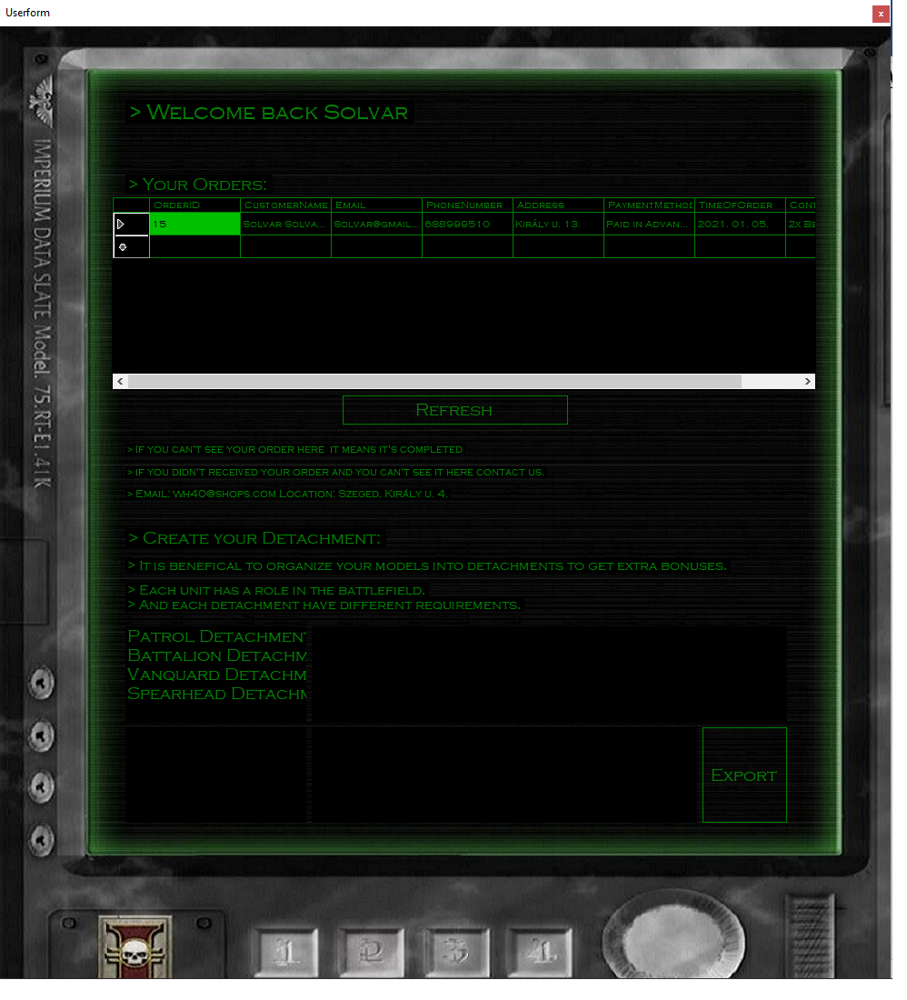 Userform
x
IMPERIUM DATA SLATE Model. 75.RT-E1.41K
> Welcome back Solvar
> Your Orders:
OrderID CustomerName Email PhoneNumber Address PaymentMethod TimeOfOrder Cont
15 Solvar Solva... Solvar@gmail... 688999510 Király u. 13. Paid in Advan... 2021. 01. 05. 2x Be
Refresh
> If you can't see your order here it means it's completed
> if you didn't received your order and you can't see it here contact us.
> Email: wh40@shops.com Location: Szeged, Király u. 4.
> Create your Detachment:
> It is benefical to organize your models into detachments to get extra bonuses.
> Each unit has a role in the battlefield.
> And each detachment have different requirements.
Patrol Detachment
Battalion Detachm
Vanquard Detachm
Spearhead Detachm
Export
1 2 3 4